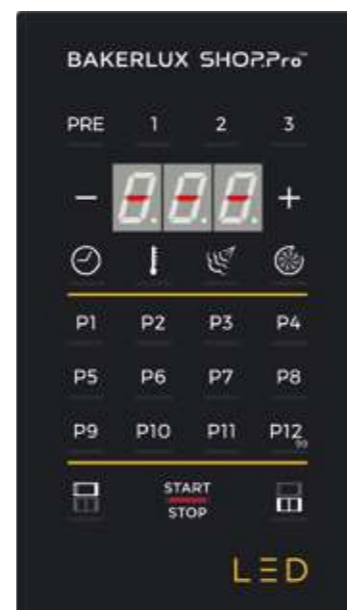 BAKERLUX SHOP.Pro™
PRE 1 2 3
− - - - +
P1 P2 P3 P4
P5 P6 P7 P8
P9 P10 P11 P12
99
START
STOP
LED